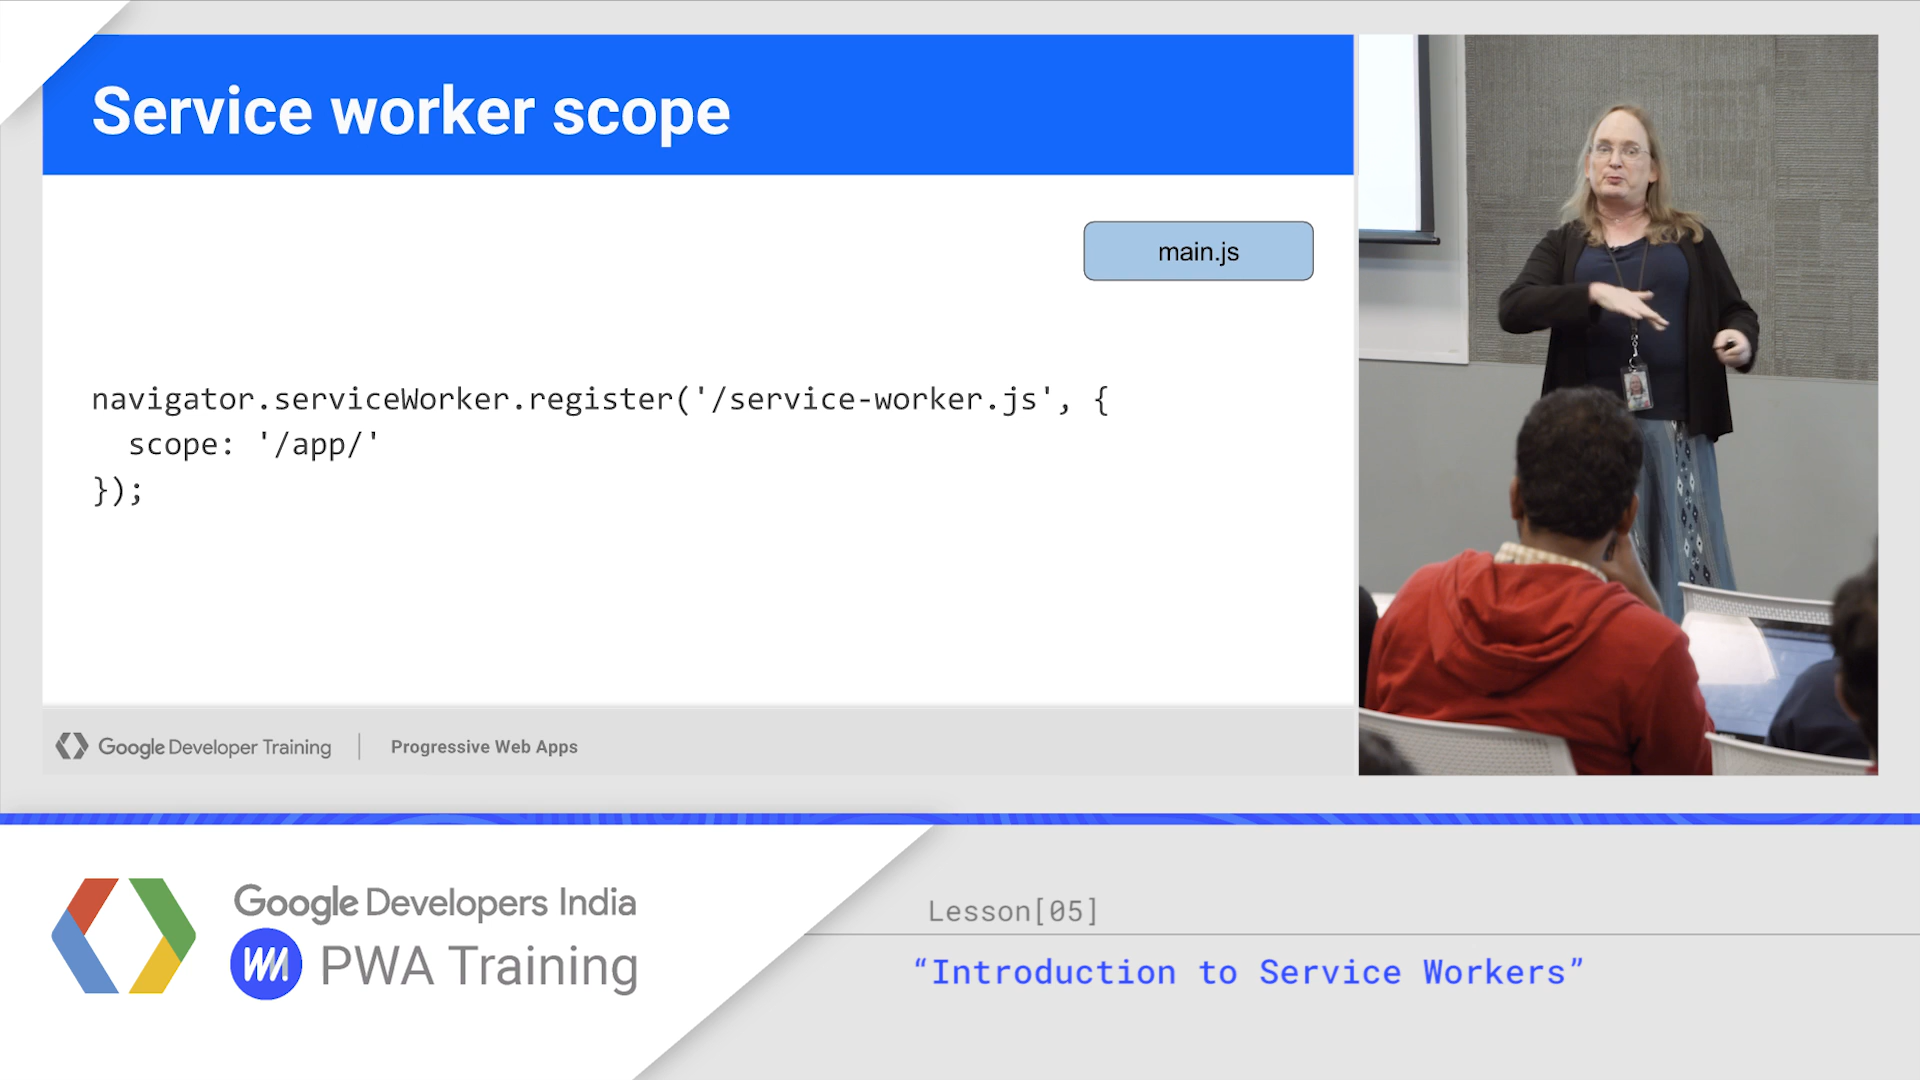 Service worker scope
main.js
navigator.serviceWorker.register('/service-worker.js', {
scope: '/app/'
});
Google Developer Training
Progressive Web Apps
Google Developers India
PWA Training
Lesson[05]
“Introduction to Service Workers”